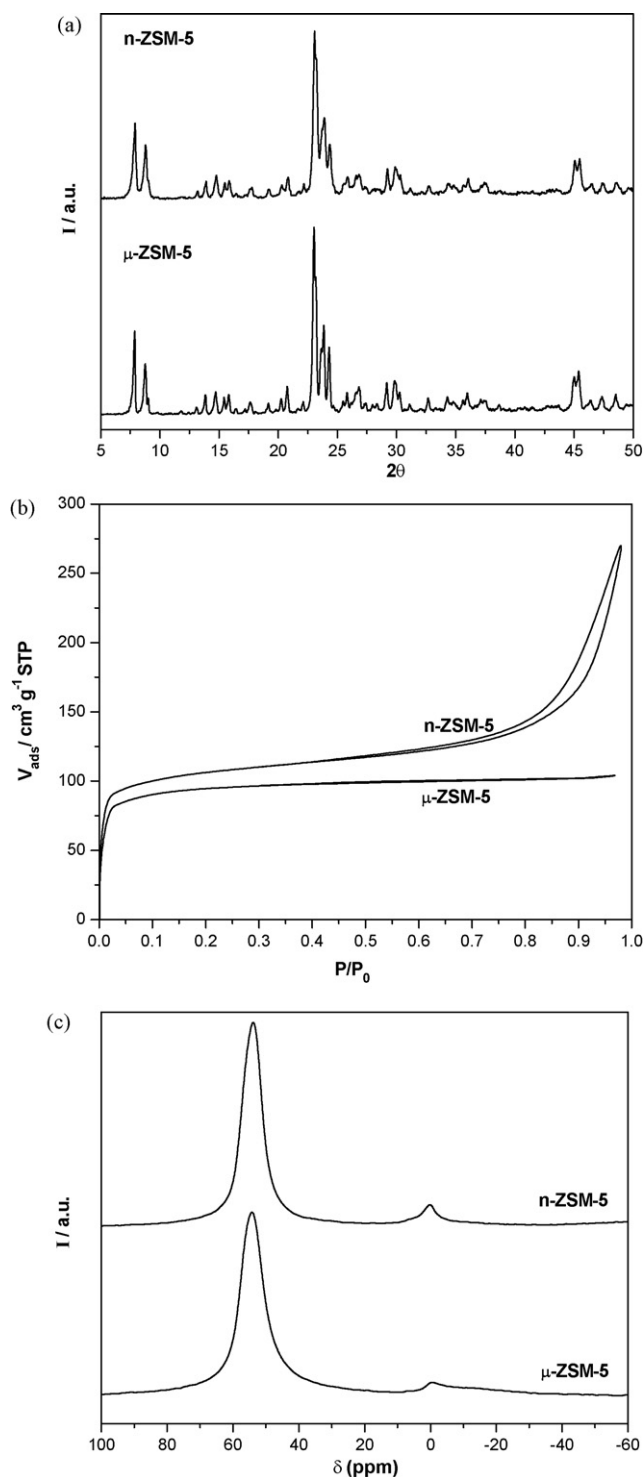 (a)
n-ZSM-5
μ-ZSM-5
I / a.u.
5 10 15 20 25 30 35 40 45 50
2θ
(b)
300
250
200
150
100
50
0
V_ads/ cm³ g⁻¹ STP
n-ZSM-5
μ-ZSM-5
0.0 0.1 0.2 0.3 0.4 0.5 0.6 0.7 0.8 0.9 1.0
P/P₀
(c)
I / a.u.
n-ZSM-5
μ-ZSM-5
100 80 60 40 20 0 -20 -40 -60
δ (ppm)